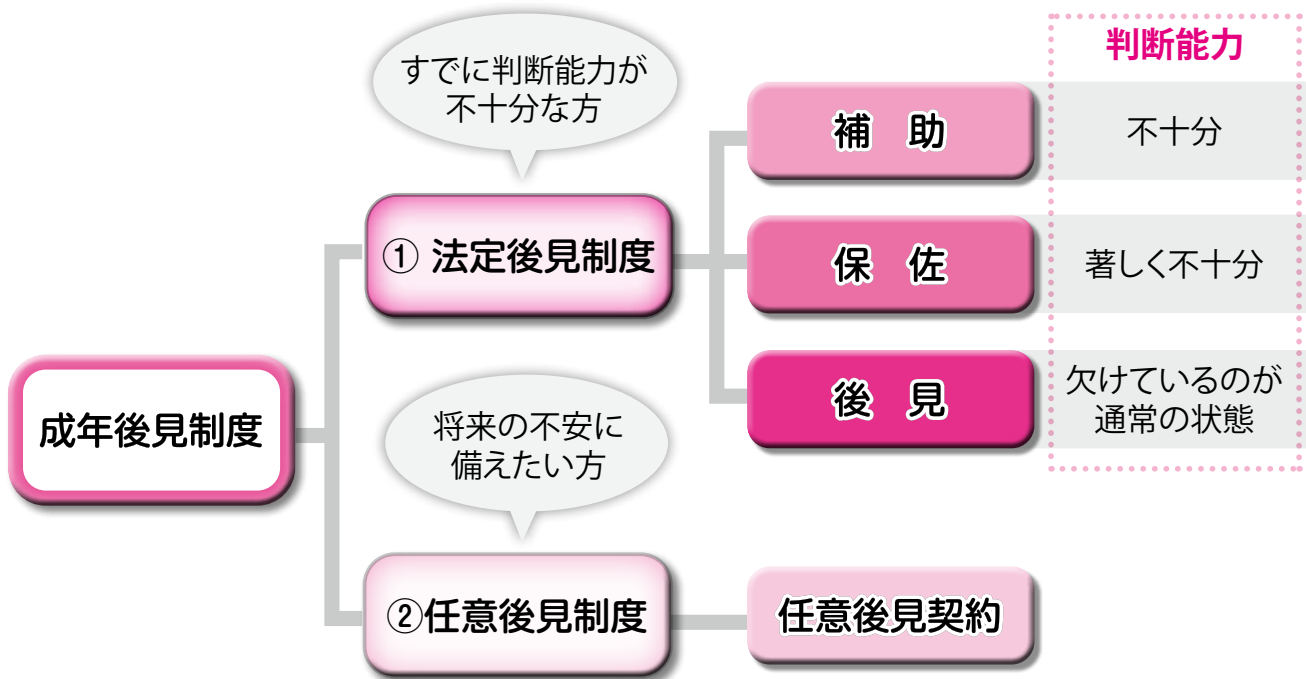 判断能力
すでに判断能力が
不十分な方
補 助
不十分
① 法定後見制度
保 佐
著しく不十分
後 見
欠けているのが
通常の状態
成年後見制度
将来の不安に
備えたい方
②任意後見制度
任意後見契約